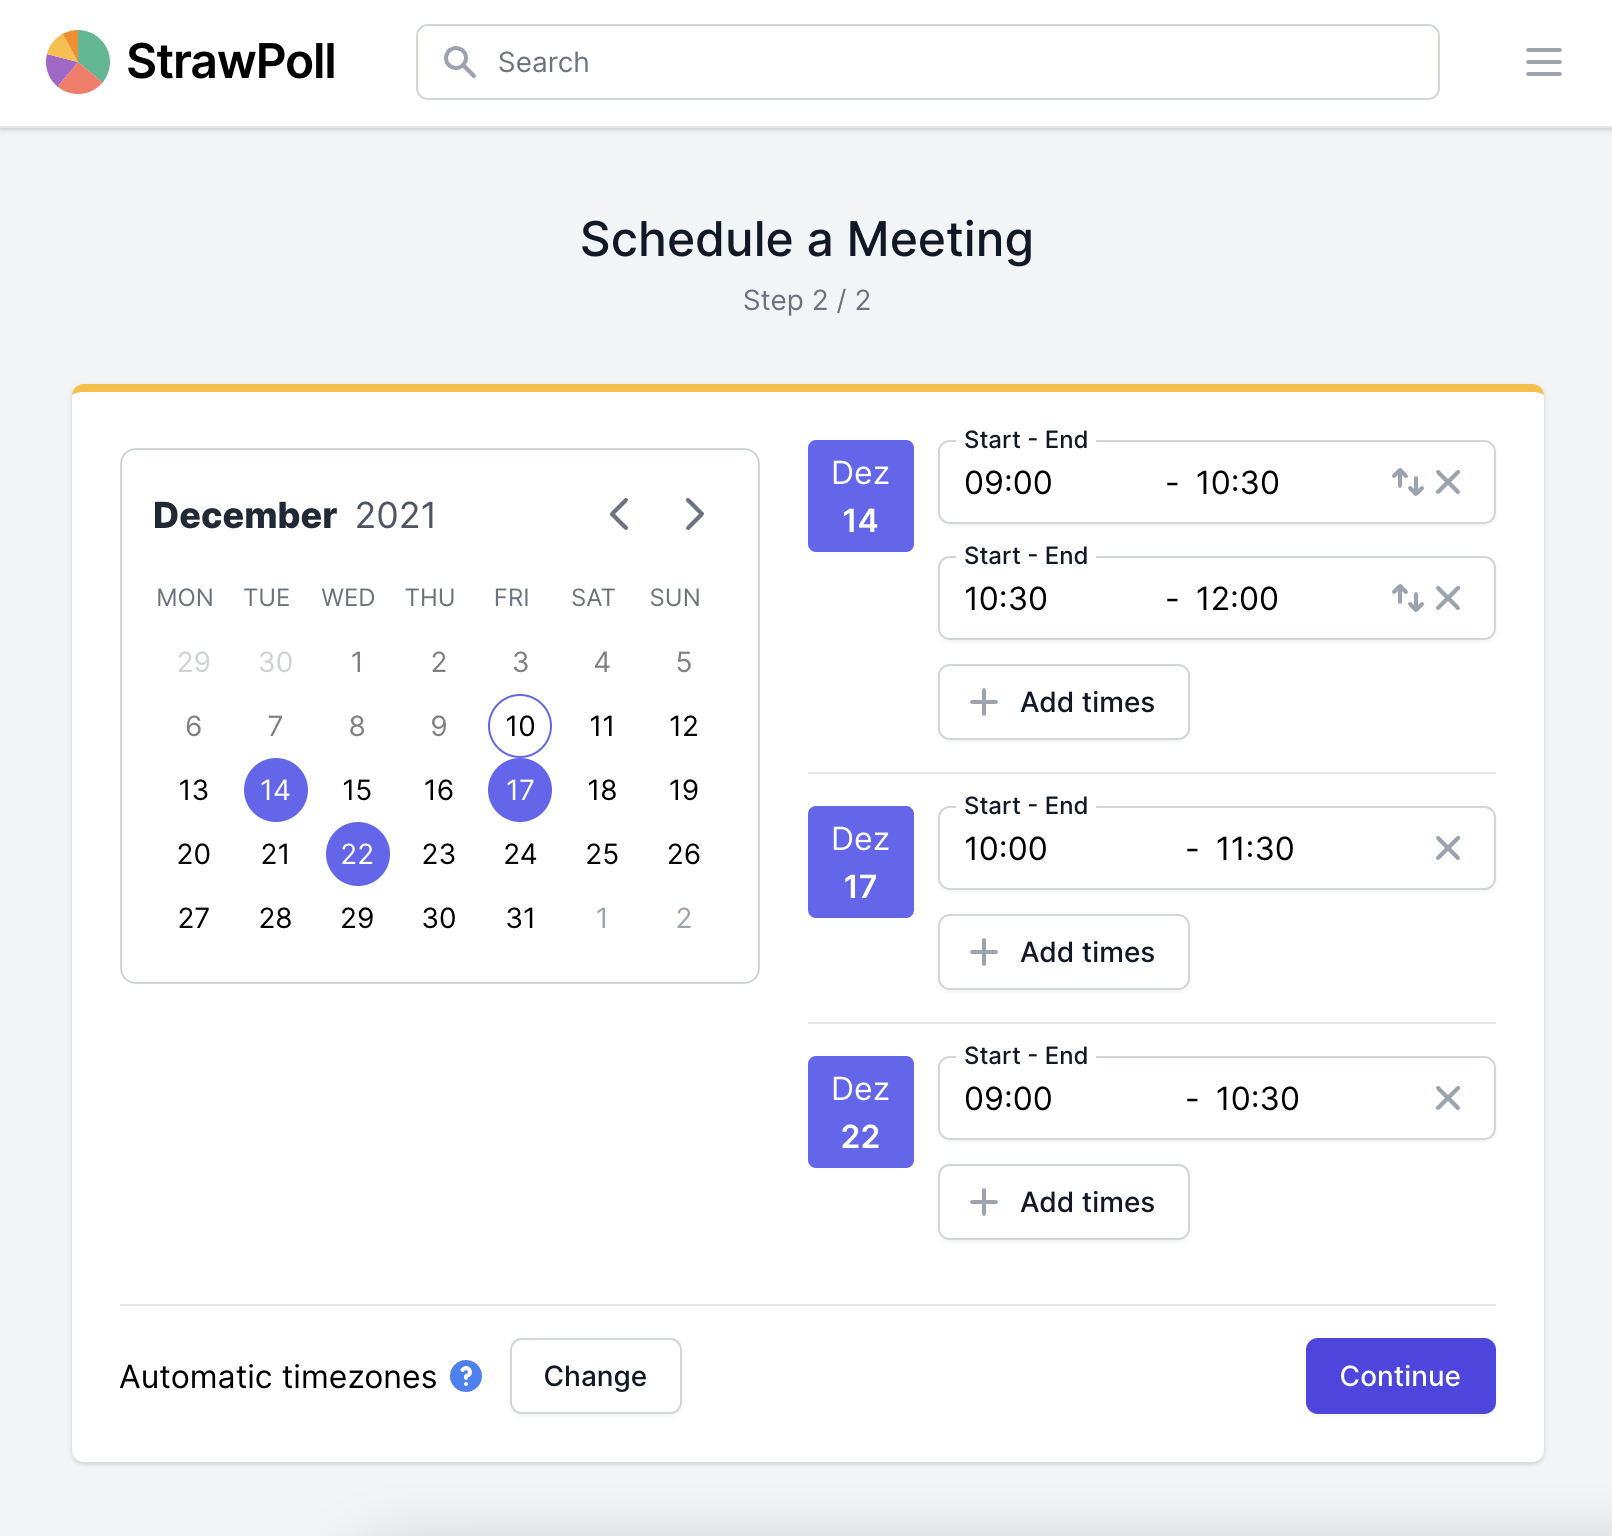 StrawPoll
Search
Schedule a Meeting
Step 2 / 2
December 2021
MON TUE WED THU FRI SAT SUN
29 30 1 2 3 4 5
6 7 8 9 10 11 12
13 14 15 16 17 18 19
20 21 22 23 24 25 26
27 28 29 30 31 1 2
Dez
14
Start - End
09:00 - 10:30
Start - End
10:30 - 12:00
Add times
Dez
17
Start - End
10:00 - 11:30
Add times
Dez
22
Start - End
09:00 - 10:30
Add times
Automatic timezones ?
Change
Continue